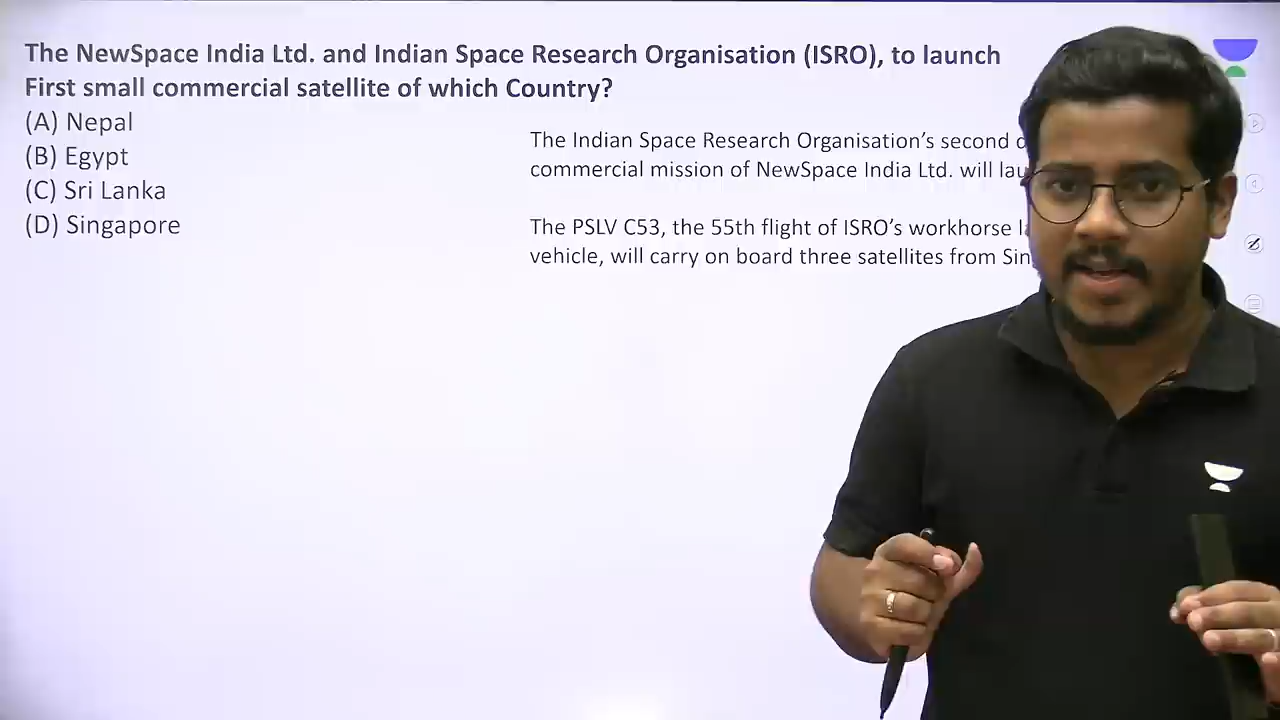 The NewSpace India Ltd. and Indian Space Research Organisation (ISRO), to launch
First small commercial satellite of which Country?
(A) Nepal
(B) Egypt
(C) Sri Lanka
(D) Singapore
The Indian Space Research Organisation’s second
commercial mission of NewSpace India Ltd. will
The PSLV C53, the 55th flight of ISRO’s workhorse
vehicle, will carry on board three satellites from